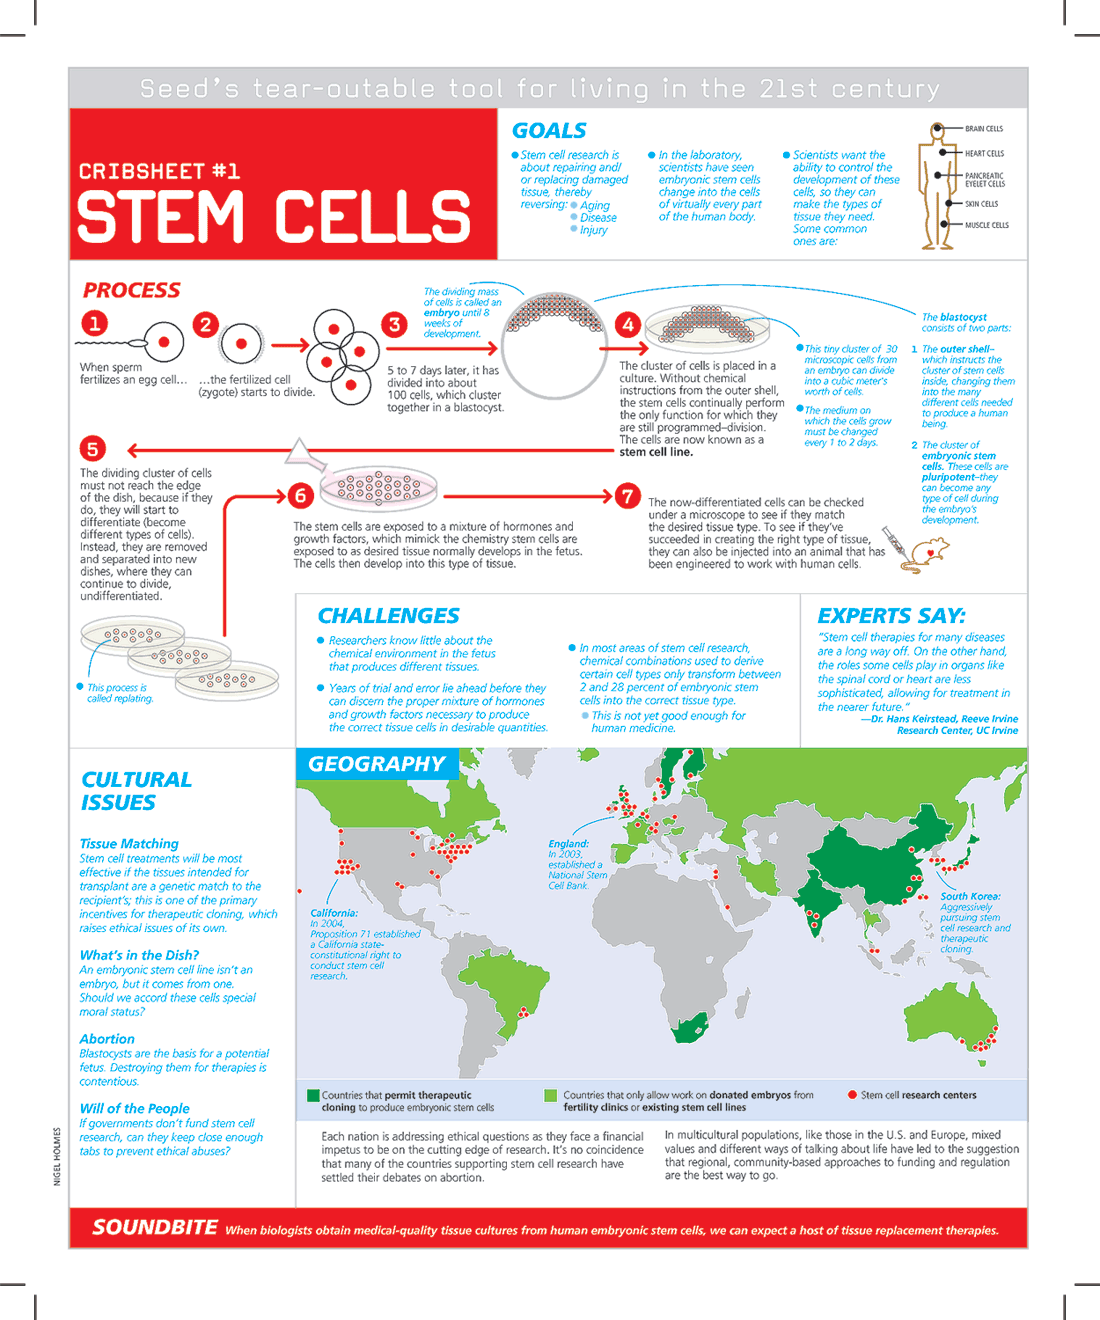 Seed's tear-outable tool for living in the 21st century
CRIBSHEET #1
STEM CELLS
GOALS
Stem cell research is
about repairing and/
or replacing damaged
tissue, thereby
reversing:
Aging
Disease
Injury
In the laboratory,
scientists have seen
embryonic stem cells
change into the cells
of virtually every part
of the human body.
Scientists want the
ability to control the
development of these
cells, so they can
make the types of
tissue they need.
Some common
ones are:
BRAIN CELLS
HEART CELLS
PANCREATIC
EYELET CELLS
SKIN CELLS
MUSCLE CELLS
PROCESS
1
When sperm
fertilizes an egg cell...
2
...the fertilized cell
(zygote) starts to divide.
3
The dividing mass
of cells is called an
embryo until 8
weeks of
development.
5 to 7 days later, it has
divided into about
100 cells, which cluster
together in a blastocyst.
4
The cluster of cells is placed in a
culture. Without chemical
instructions from the outer shell,
the stem cells continually perform
the only function for which they
are still programmed–division.
The cells are now known as a
stem cell line.
This tiny cluster of 30
microscopic cells from
an embryo can divide
into a cubic meter's
worth of cells.
The medium on
which the cells grow
must be changed
every 1 to 2 days.
The blastocyst
consists of two parts:
1 The outer shell–
which instructs the
cluster of stem cells
inside, changing them
into the many
different cells needed
to produce a human
being.
2 The cluster of
embryonic stem
cells. These cells are
pluripotent–they
can become any
type of cell during
the embryo's
development.
5
The dividing cluster of cells
must not reach the edge
of the dish, because if they
do, they will start to
differentiate (become
different types of cells).
Instead, they are removed
and separated into new
dishes, where they can
continue to divide,
undifferentiated.
This process is
called replating.
6
The stem cells are exposed to a mixture of hormones and
growth factors, which mimick the chemistry stem cells are
exposed to as desired tissue normally develops in the fetus.
The cells then develop into this type of tissue.
7
The now-differentiated cells can be checked
under a microscope to see if they match
the desired tissue type. To see if they've
succeeded in creating the right type of tissue,
they can also be injected into an animal that has
been engineered to work with human cells.
CHALLENGES
Researchers know little about the
chemical environment in the fetus
that produces different tissues.
Years of trial and error lie ahead before they
can discern the proper mixture of hormones
and growth factors necessary to produce
the correct tissue cells in desirable quantities.
In most areas of stem cell research,
chemical combinations used to derive
certain cell types only transform between
2 and 28 percent of embryonic stem
cells into the correct tissue type.
This is not yet good enough for
human medicine.
EXPERTS SAY:
"Stem cell therapies for many diseases
are a long way off. On the other hand,
the roles some cells play in organs like
the spinal cord or heart are less
sophisticated, allowing for treatment in
the nearer future."
—Dr. Hans Keirstead, Reeve Irvine
Research Center, UC Irvine
CULTURAL
ISSUES
Tissue Matching
Stem cell treatments will be most
effective if the tissues intended for
transplant are a genetic match to the
recipient's; this is one of the primary
incentives for therapeutic cloning, which
raises ethical issues of its own.
What's in the Dish?
An embryonic stem cell line isn't an
embryo, but it comes from one.
Should we accord these cells special
moral status?
Abortion
Blastocysts are the basis for a potential
fetus. Destroying them for therapies is
contentious.
Will of the People
If governments don't fund stem cell
research, can they keep close enough
tabs to prevent ethical abuses?
GEOGRAPHY
England:
In 2003,
established a
National Stem
Cell Bank.
California:
In 2004,
Proposition 71 established
a California state-
constitutional right to
conduct stem cell
research.
South Korea:
Aggressively
pursuing stem
cell research and
therapeutic
cloning.
Countries that permit therapeutic
cloning to produce embryonic stem cells
Countries that only allow work on donated embryos from
fertility clinics or existing stem cell lines
Stem cell research centers
Each nation is addressing ethical questions as they face a financial
impetus to be on the cutting edge of research. It's no coincidence
that many of the countries supporting stem cell research have
settled their debates on abortion.
In multicultural populations, like those in the U.S. and Europe, mixed
values and different ways of talking about life have led to the suggestion
that regional, community-based approaches to funding and regulation
are the best way to go.
NIGEL HOLMES
SOUNDBITE When biologists obtain medical-quality tissue cultures from human embryonic stem cells, we can expect a host of tissue replacement therapies.